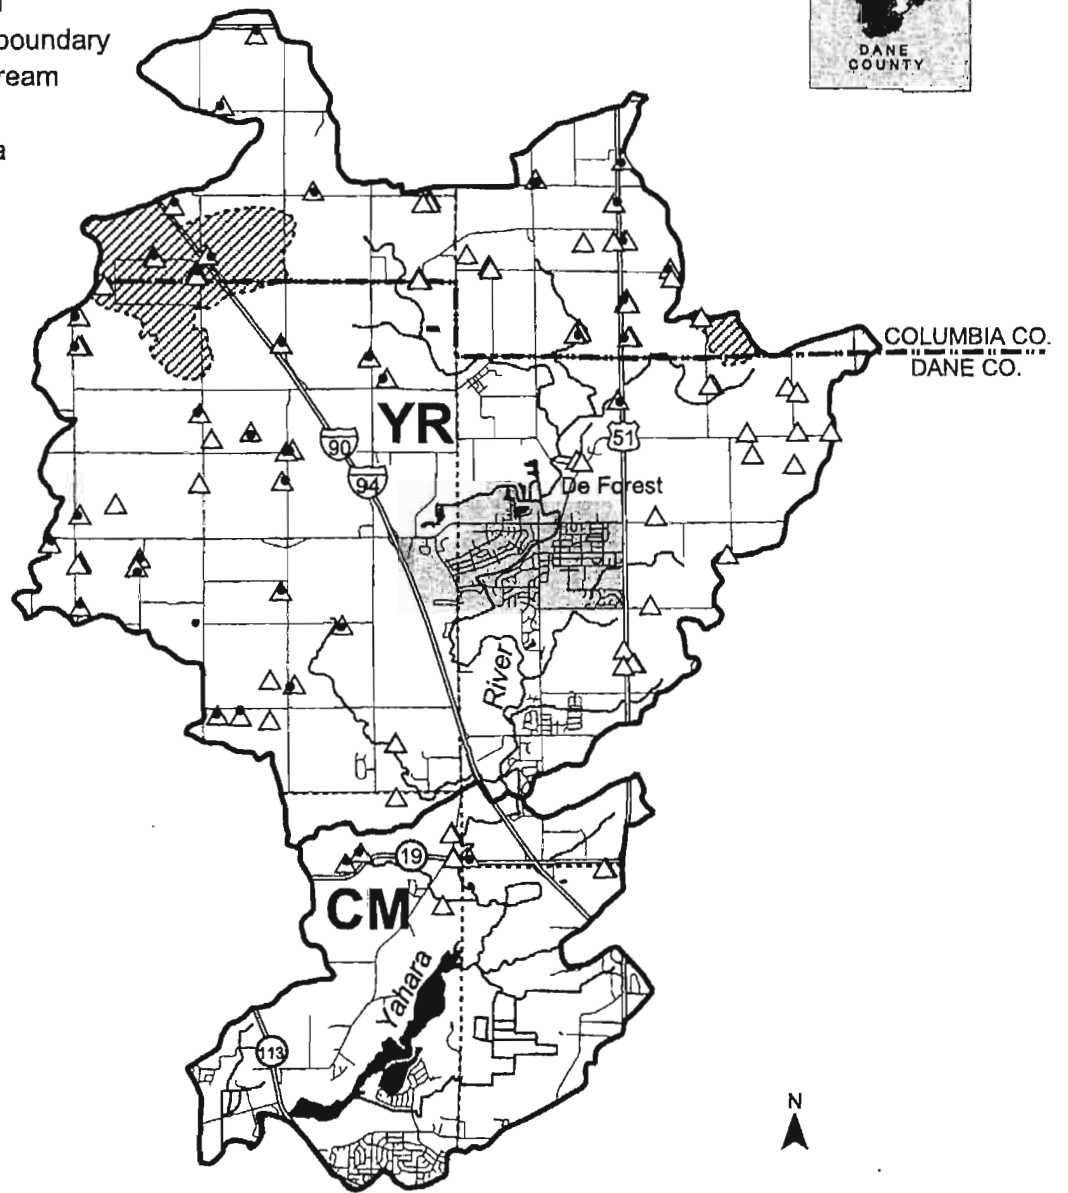 boundary
ream
a
DANE
COUNTY
COLUMBIA CO.
DANE CO.
YR
90
94
51
De Forest
River
19
CM
Yahara
113
N